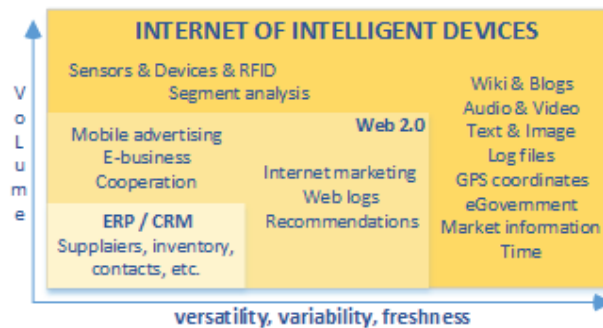 INTERNET OF INTELLIGENT DEVICES
VoLume
Sensors & Devices & RFID
Segment analysis
Mobile advertising
E-business
Cooperation
ERP / CRM
Supplaiers, inventory,
contacts, etc.
Web 2.0
Internet marketing
Web logs
Recommendations
Wiki & Blogs
Audio & Video
Text & Image
Log files
GPS coordinates
eGovernment
Market information
Time
versatility, variability, freshness